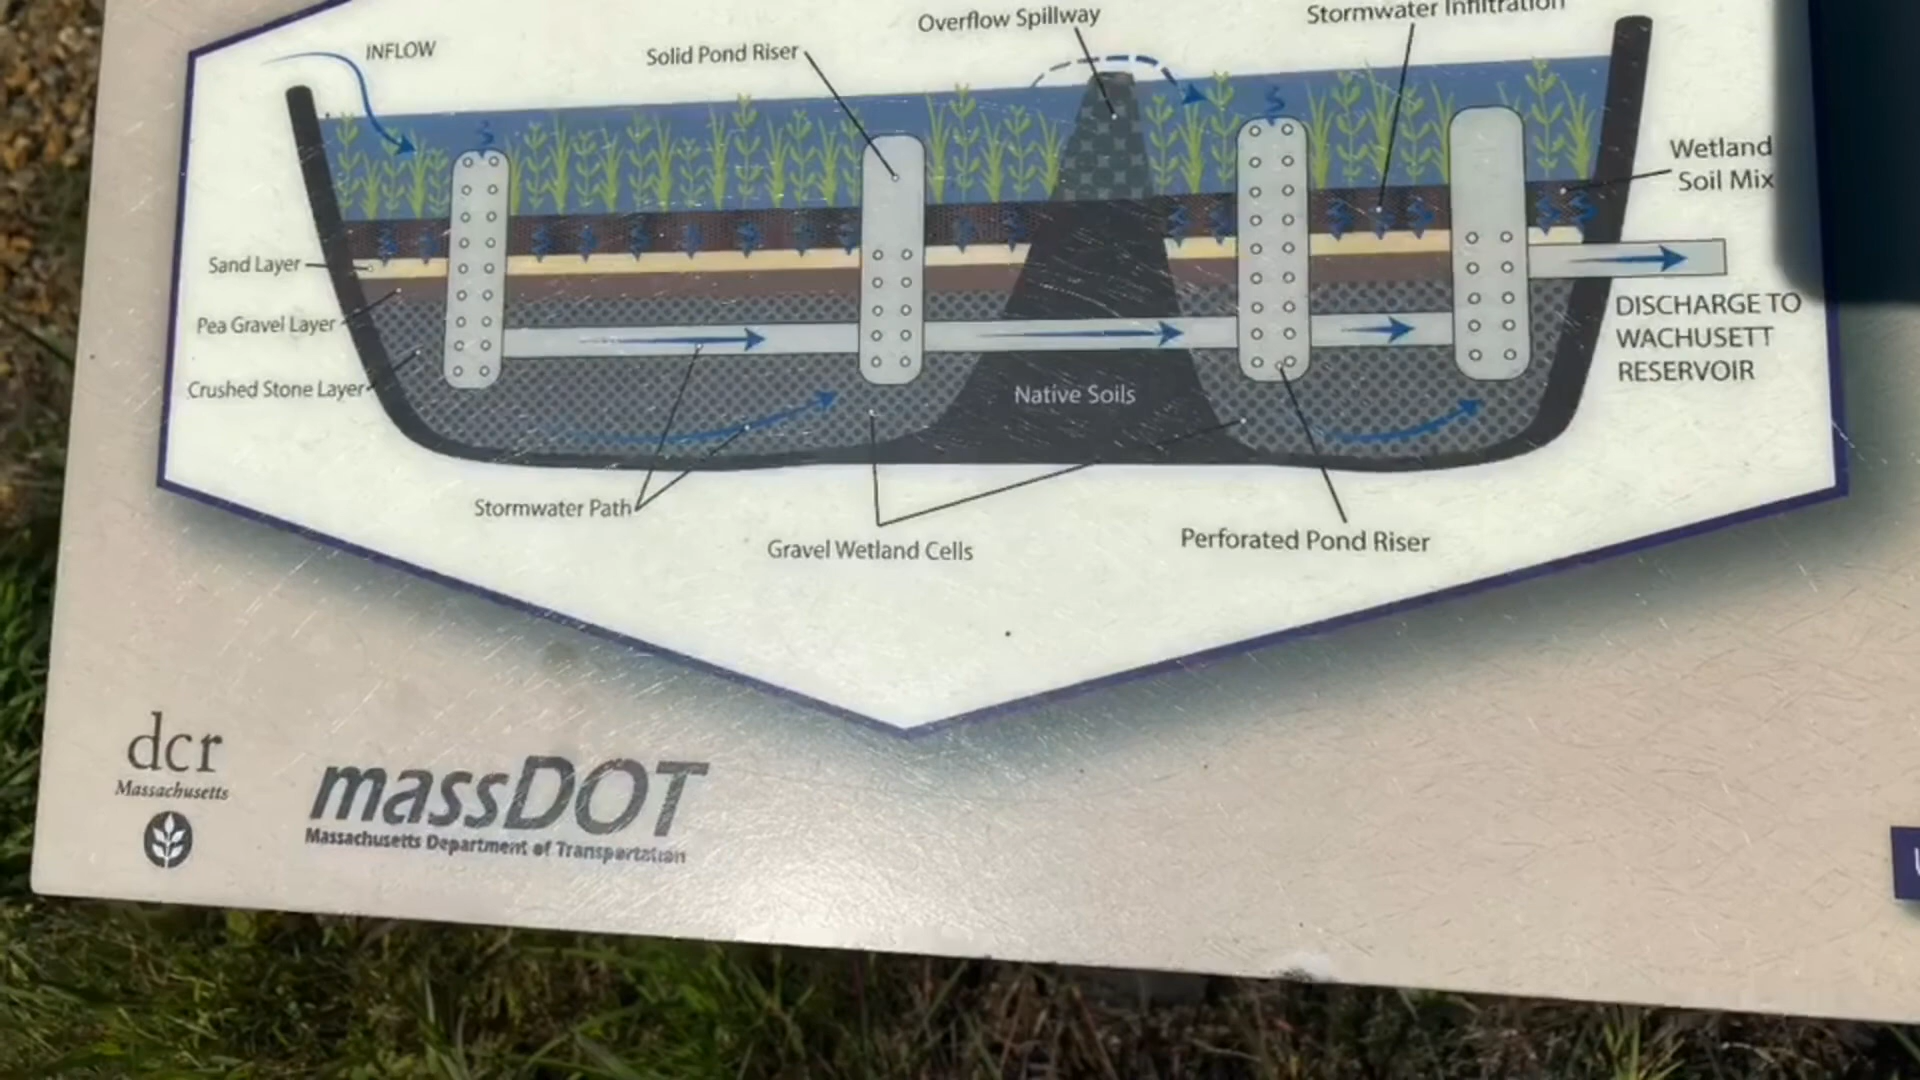 Overflow Spillway
Stormwater Infiltration
INFLOW
Solid Pond Riser
Wetland
Soil Mix
Sand Layer
Pea Gravel Layer
Crushed Stone Layer
DISCHARGE TO
WACHUSETT
RESERVOIR
Native Soils
Stormwater Path
Gravel Wetland Cells
Perforated Pond Riser
dcr
Massachusetts
massDOT
Massachusetts Department of Transportation